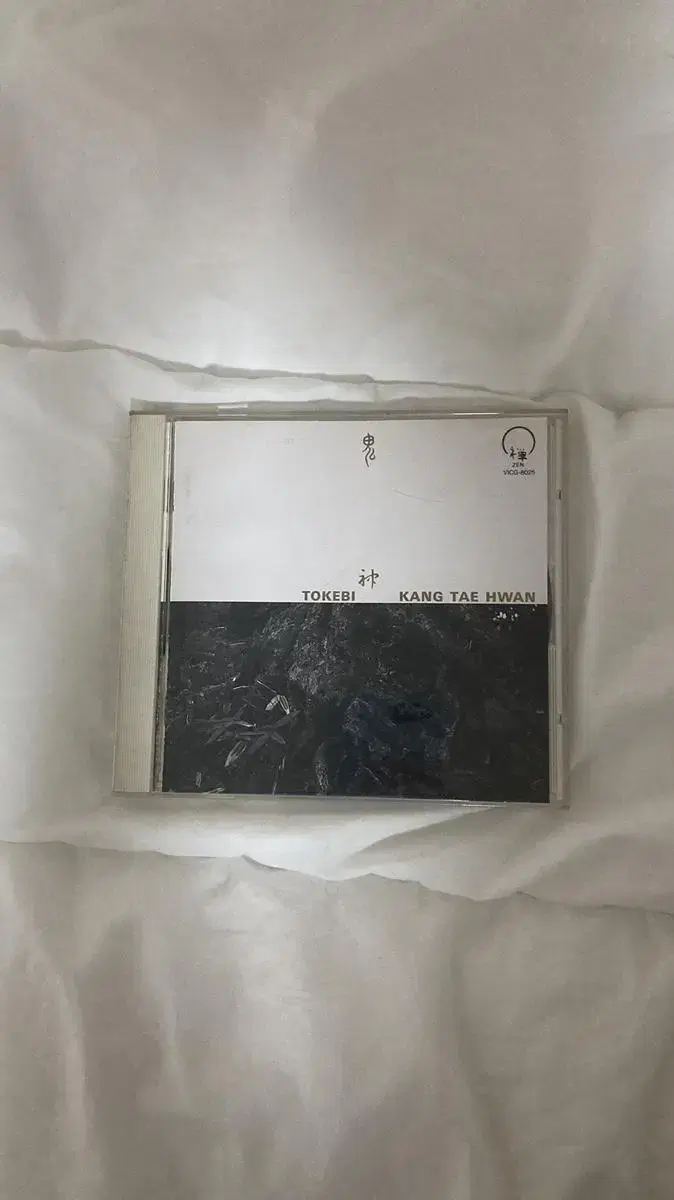 鬼
禅
ZEN
VICG-8025
神
TOKEBI KANG TAE HWAN